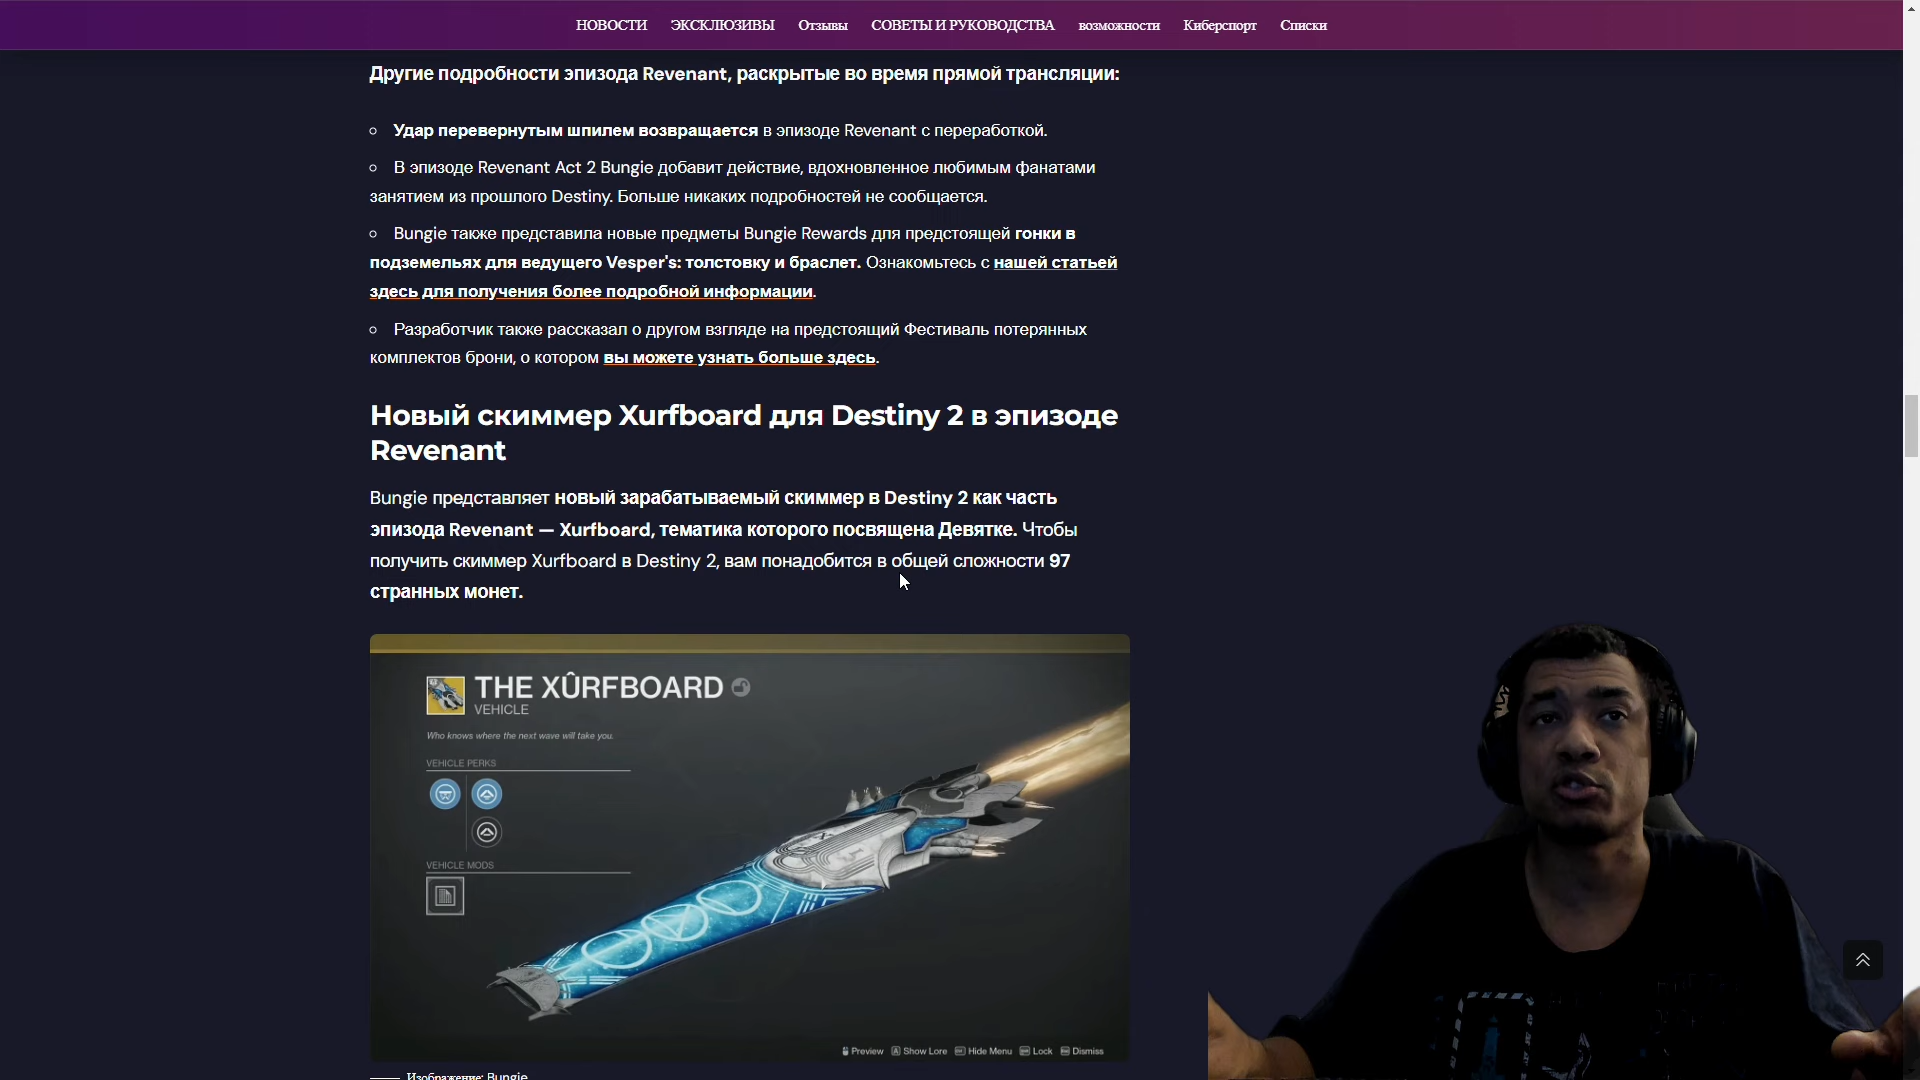 НОВОСТИ ЭКСКЛЮЗИВЫ Отзывы СОВЕТЫ И РУКОВОДСТВА возможности Киберспорт Списки
Другие подробности эпизода Revenant, раскрытые во время прямой трансляции:
Удар перевернутым шпилем возвращается в эпизоде Revenant с переработкой.
В эпизоде Revenant Act 2 Bungie добавит действие, вдохновленное любимым фанатами
занятием из прошлого Destiny. Больше никаких подробностей не сообщается.
Bungie также представила новые предметы Bungie Rewards для предстоящей гонки в
подземельях для ведущего Vesper's: толстовку и браслет. Ознакомьтесь с нашей статьей
здесь для получения более подробной информации.
Разработчик также рассказал о другом взгляде на предстоящий Фестиваль потерянных
комплектов брони, о котором вы можете узнать больше здесь.
Новый скиммер Xurfboard для Destiny 2 в эпизоде
Revenant
Bungie представляет новый зарабатываемый скиммер в Destiny 2 как часть
эпизода Revenant — Xurfboard, тематика которого посвящена Девятке. Чтобы
получить скиммер Xurfboard в Destiny 2, вам понадобится в общей сложности 97
странных монет.
THE XÛRFBOARD
VEHICLE
Who knows where the next wave will take you.
VEHICLE PERKS
VEHICLE MODS
Preview A Show Lore Hide Menu Lock Dismiss
Изображение: Bungie